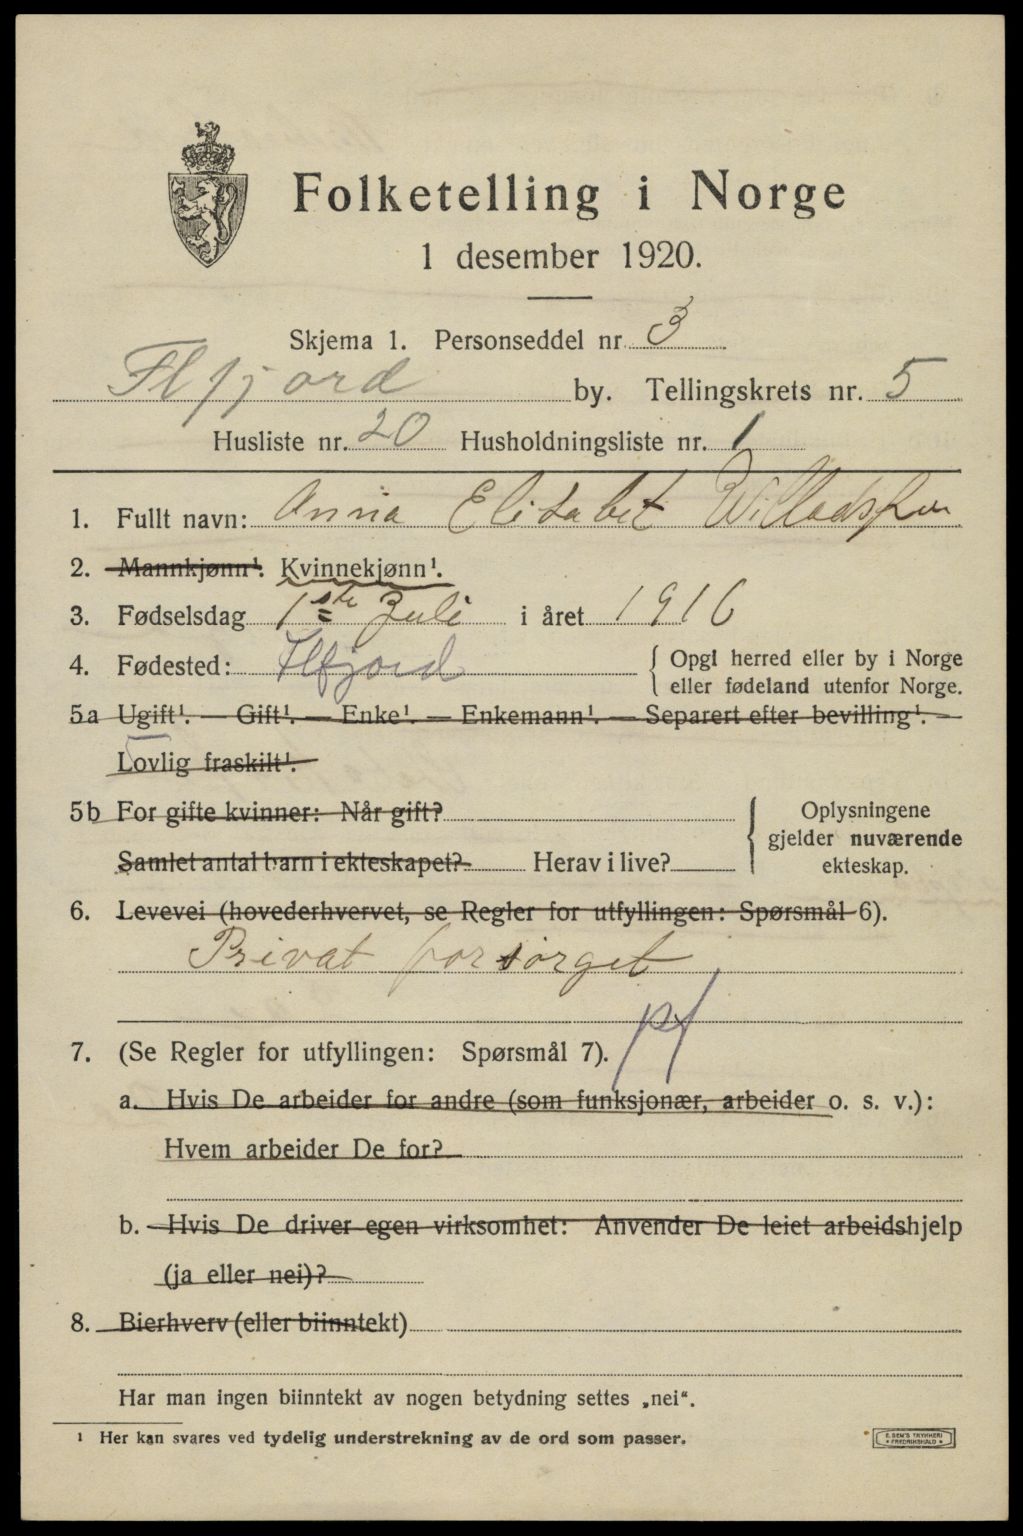 Folketelling i Norge
1 desember 1920.
Skjema 1. Personseddel nr. 3
Flfjord by. Tellingskrets nr. 5
Husliste nr. 20 Husholdningsliste nr. 1
1. Fullt navn: Anna Elisabet Willadssen
2. Mannkjønn¹. Kvinnekjønn¹.
3. Fødselsdag 1ste Juli i året 1916
4. Fødested: Flfjord { Opgi herred eller by i Norge
eller fødeland utenfor Norge.
5a Ugift¹. — Gift¹. — Enke¹. — Enkemann¹. — Separert efter bevilling¹. —
Lovlig fraskilt¹.
5b For gifte kvinner: Når gift? { Oplysningene
gjelder nuværende
Samlet antal barn i ekteskapet? Herav i live? ekteskap.
6. Levevei (hovederhvervet, se Regler for utfyllingen: Spørsmål 6).
Privat forsørget
pf
7. (Se Regler for utfyllingen: Spørsmål 7).
a. Hvis De arbeider for andre (som funksjonær, arbeider o. s. v.):
Hvem arbeider De for?
b. Hvis De driver egen virksomhet: Anvender De leiet arbeidshjelp
(ja eller nei)?
8. Bierhverv (eller biinntekt)
Har man ingen biinntekt av nogen betydning settes „nei“.
¹ Her kan svares ved tydelig understrekning av de ord som passer.
E. SEM'S TRYKKERI
FREDRIKSHALD